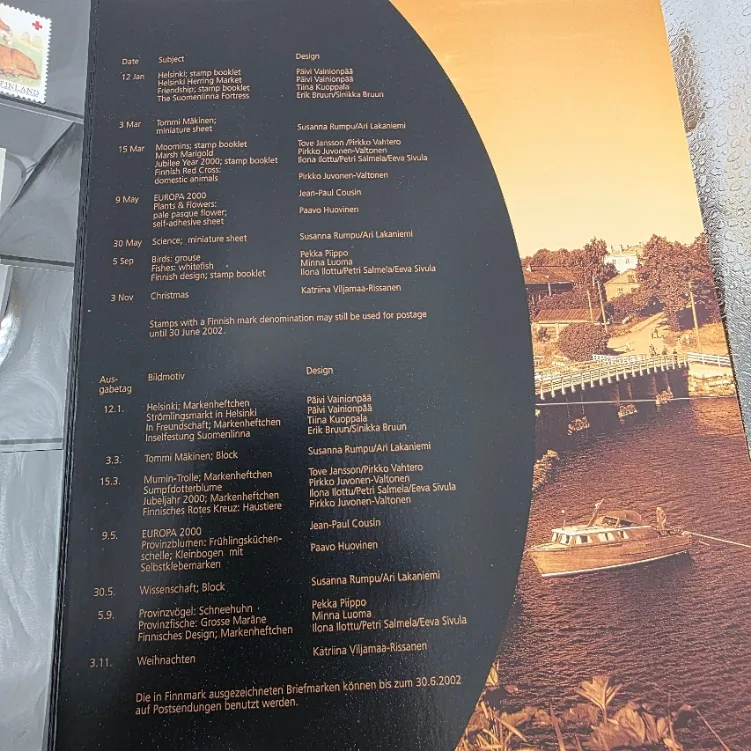 FINLAND
Date Subject Design
12 Jan Helsinki; stamp booklet Päivi Vainionpää
Helsinki Herring Market Päivi Vainionpää
Friendship; stamp booklet Tiina Kuoppala
The Suomenlinna Fortress Erik Bruun/Sinikka Bruun
3 Mar Tommi Mäkinen;
miniature sheet Susanna Rumpu/Ari Lakaniemi
15 Mar Moomins; stamp booklet Tove Jansson /Pirkko Vahtero
Marsh Marigold Pirkko Juvonen-Valtonen
Jubilee Year 2000; stamp booklet Ilona Ilottu/Petri Salmela/Eeva Sivula
Finnish Red Cross:
domestic animals Pirkko Juvonen-Valtonen
9 May EUROPA 2000 Jean-Paul Cousin
Plants & Flowers:
pale pasque flower; Paavo Huovinen
self-adhesive sheet
30 May Science; miniature sheet Susanna Rumpu/Ari Lakaniemi
5 Sep Birds: grouse Pekka Piippo
Fishes: whitefish Minna Luoma
Finnish design; stamp booklet Ilona Ilottu/Petri Salmela/Eeva Sivula
3 Nov Christmas Katriina Viljamaa-Rissanen
Stamps with a Finnish mark denomination may still be used for postage
until 30 June 2002.
Aus- Bildmotiv Design
gabetag
12.1. Helsinki; Markenheftchen Päivi Vainionpää
Strömlingsmarkt in Helsinki Päivi Vainionpää
In Freundschaft; Markenheftchen Tiina Kuoppala
Inselfestung Suomenlinna Erik Bruun/Sinikka Bruun
3.3. Tommi Mäkinen; Block Susanna Rumpu/Ari Lakaniemi
15.3. Mumin-Trolle; Markenheftchen Tove Jansson/Pirkko Vahtero
Sumpfdotterblume Pirkko Juvonen-Valtonen
Jubeljahr 2000; Markenheftchen Ilona Ilottu/Petri Salmela/Eeva Sivula
Finnisches Rotes Kreuz: Haustiere Pirkko Juvonen-Valtonen
9.5. EUROPA 2000 Jean-Paul Cousin
Provinzblumen: Frühlingsküchen-
schelle; Kleinbogen mit Paavo Huovinen
Selbstklebemarken
30.5. Wissenschaft; Block Susanna Rumpu/Ari Lakaniemi
5.9. Provinzvögel: Schneehuhn Pekka Piippo
Provinzfische: Grosse Maräne Minna Luoma
Finnisches Design; Markenheftchen Ilona Ilottu/Petri Salmela/Eeva Sivula
3.11. Weihnachten Katriina Viljamaa-Rissanen
Die in Finnmark ausgezeichneten Briefmarken können bis zum 30.6.2002
auf Postsendungen benutzt werden.